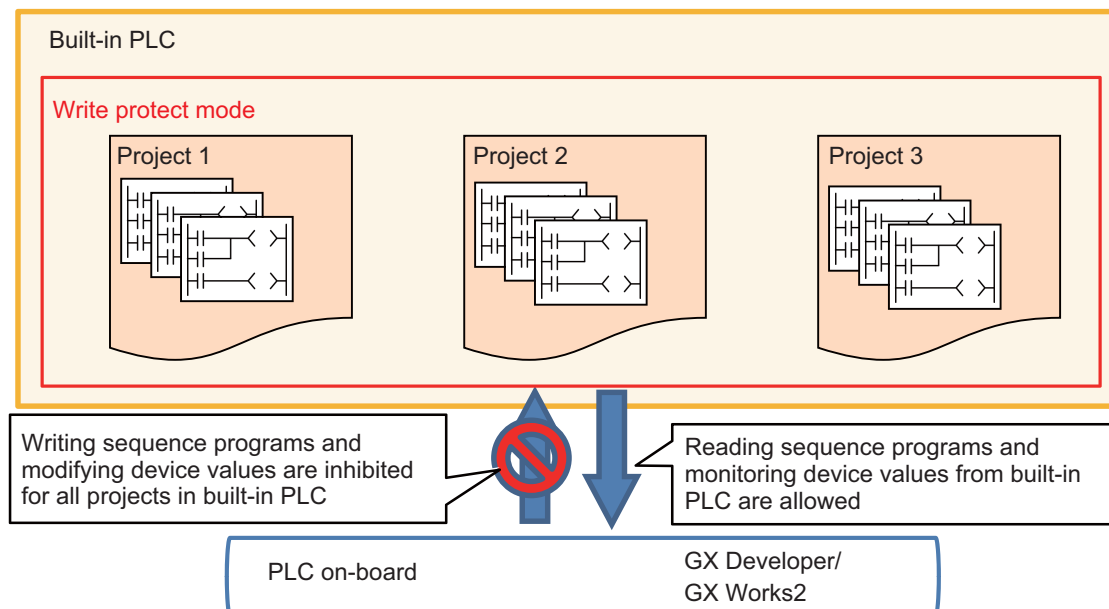 Built-in PLC
Write protect mode
Project 1
Project 2
Project 3
Writing sequence programs and
modifying device values are inhibited
for all projects in built-in PLC
Reading sequence programs and
monitoring device values from built-in
PLC are allowed
PLC on-board
GX Developer/
GX Works2